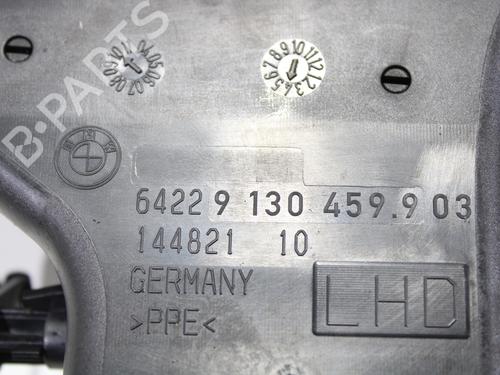 B-PARTS
BMW
64229 130 459.9 03
144821 10
GERMANY
>PPE<
LHD